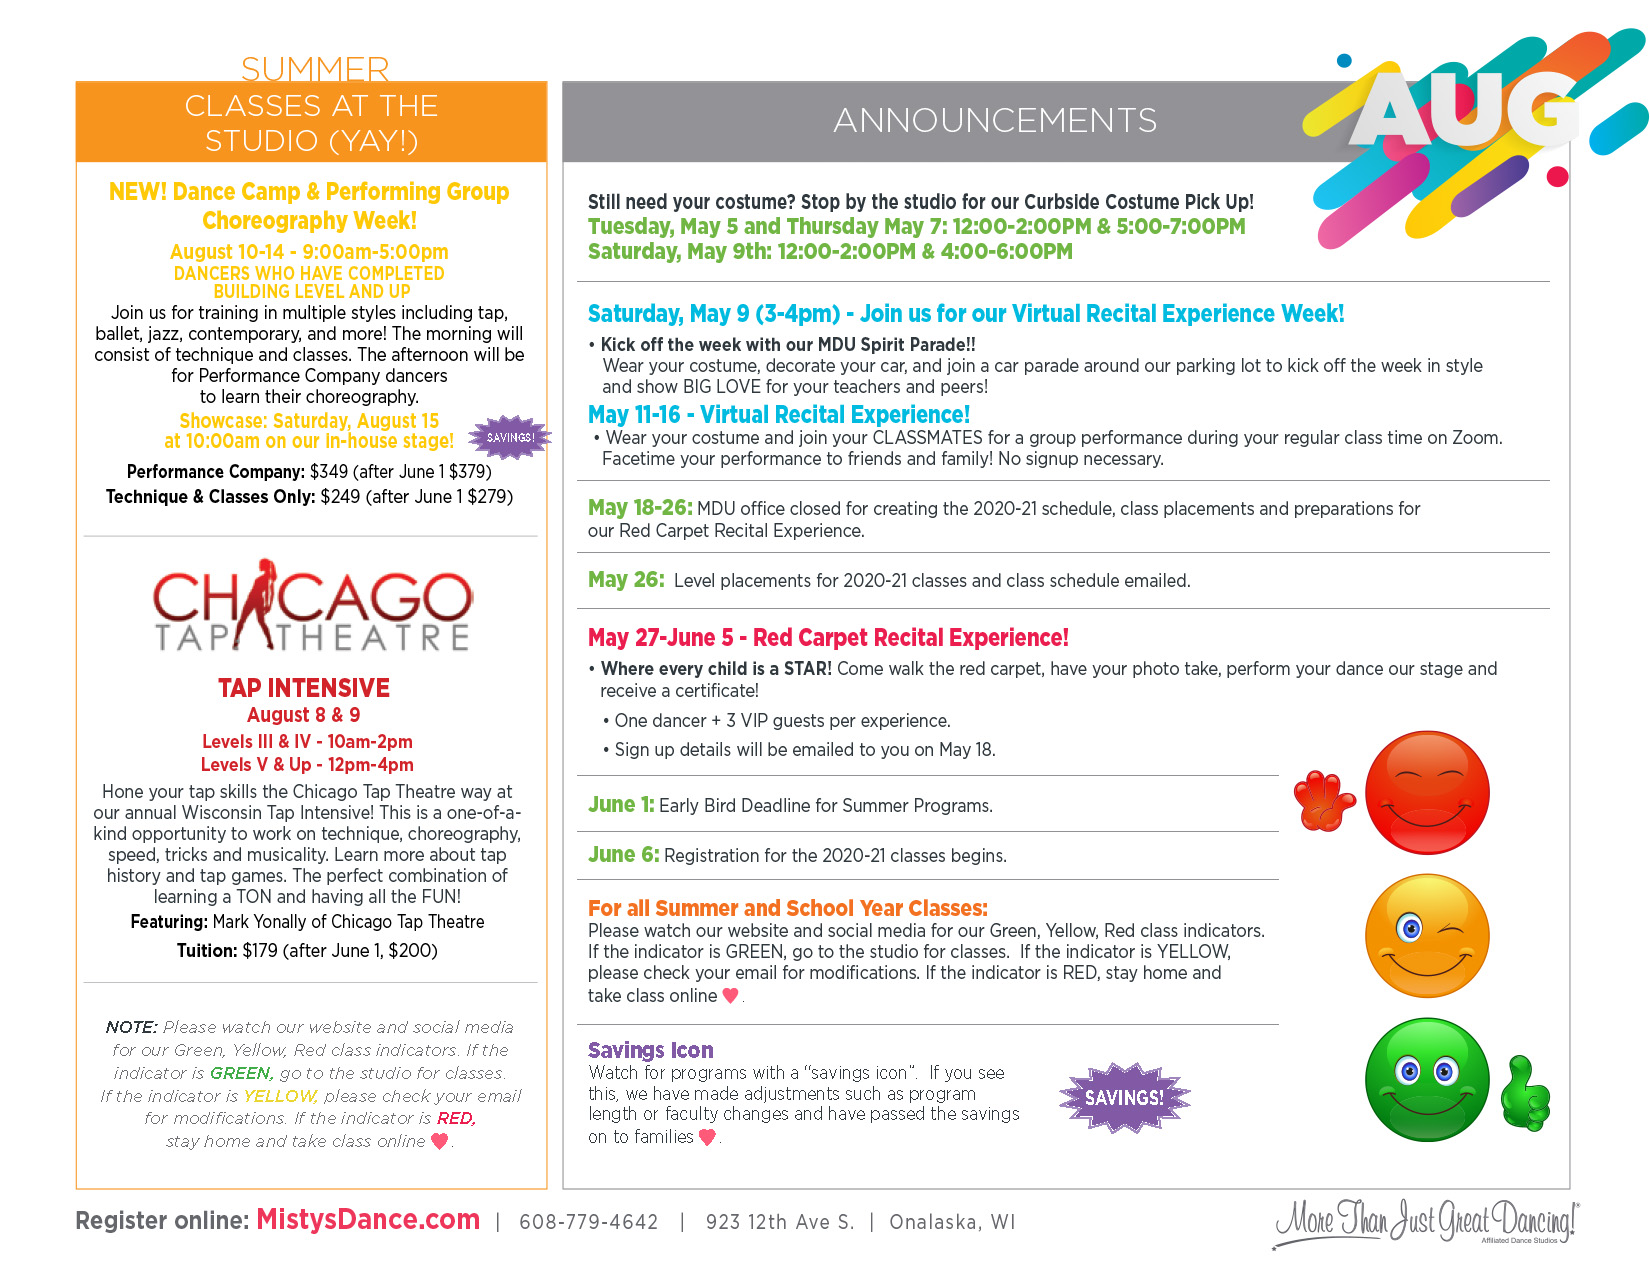 SUMMER
CLASSES AT THE
STUDIO (YAY!)
NEW! Dance Camp & Performing Group
Choreography Week!
August 10-14 - 9:00am-5:00pm
DANCERS WHO HAVE COMPLETED
BUILDING LEVEL AND UP
Join us for training in multiple styles including tap,
ballet, jazz, contemporary, and more! The morning will
consist of technique and classes. The afternoon will be
for Performance Company dancers
to learn their choreography.
Showcase: Saturday, August 15
at 10:00am on our in-house stage!
SAVINGS!
Performance Company: $349 (after June 1 $379)
Technique & Classes Only: $249 (after June 1 $279)
CHICAGO
TAP THEATRE
TAP INTENSIVE
August 8 & 9
Levels III & IV - 10am-2pm
Levels V & Up - 12pm-4pm
Hone your tap skills the Chicago Tap Theatre way at
our annual Wisconsin Tap Intensive! This is a one-of-a-
kind opportunity to work on technique, choreography,
speed, tricks and musicality. Learn more about tap
history and tap games. The perfect combination of
learning a TON and having all the FUN!
Featuring: Mark Yonally of Chicago Tap Theatre
Tuition: $179 (after June 1, $200)
NOTE: Please watch our website and social media
for our Green, Yellow, Red class indicators. If the
indicator is GREEN, go to the studio for classes.
If the indicator is YELLOW, please check your email
for modifications. If the indicator is RED,
stay home and take class online ♥.
ANNOUNCEMENTS
AUG
Still need your costume? Stop by the studio for our Curbside Costume Pick Up!
Tuesday, May 5 and Thursday May 7: 12:00-2:00PM & 5:00-7:00PM
Saturday, May 9th: 12:00-2:00PM & 4:00-6:00PM
Saturday, May 9 (3-4pm) - Join us for our Virtual Recital Experience Week!
• Kick off the week with our MDU Spirit Parade!!
Wear your costume, decorate your car, and join a car parade around our parking lot to kick off the week in style
and show BIG LOVE for your teachers and peers!
May 11-16 - Virtual Recital Experience!
• Wear your costume and join your CLASSMATES for a group performance during your regular class time on Zoom.
Facetime your performance to friends and family! No signup necessary.
May 18-26: MDU office closed for creating the 2020-21 schedule, class placements and preparations for
our Red Carpet Recital Experience.
May 26: Level placements for 2020-21 classes and class schedule emailed.
May 27-June 5 - Red Carpet Recital Experience!
• Where every child is a STAR! Come walk the red carpet, have your photo take, perform your dance our stage and
receive a certificate!
• One dancer + 3 VIP guests per experience.
• Sign up details will be emailed to you on May 18.
June 1: Early Bird Deadline for Summer Programs.
June 6: Registration for the 2020-21 classes begins.
For all Summer and School Year Classes:
Please watch our website and social media for our Green, Yellow, Red class indicators.
If the indicator is GREEN, go to the studio for classes. If the indicator is YELLOW,
please check your email for modifications. If the indicator is RED, stay home and
take class online ♥.
Savings Icon
Watch for programs with a "savings icon". If you see
this, we have made adjustments such as program
length or faculty changes and have passed the savings
on to families ♥.
SAVINGS!
Register online: MistysDance.com | 608-779-4642 | 923 12th Ave S. | Onalaska, WI
More Than Just Great Dancing!®
Affiliated Dance Studios